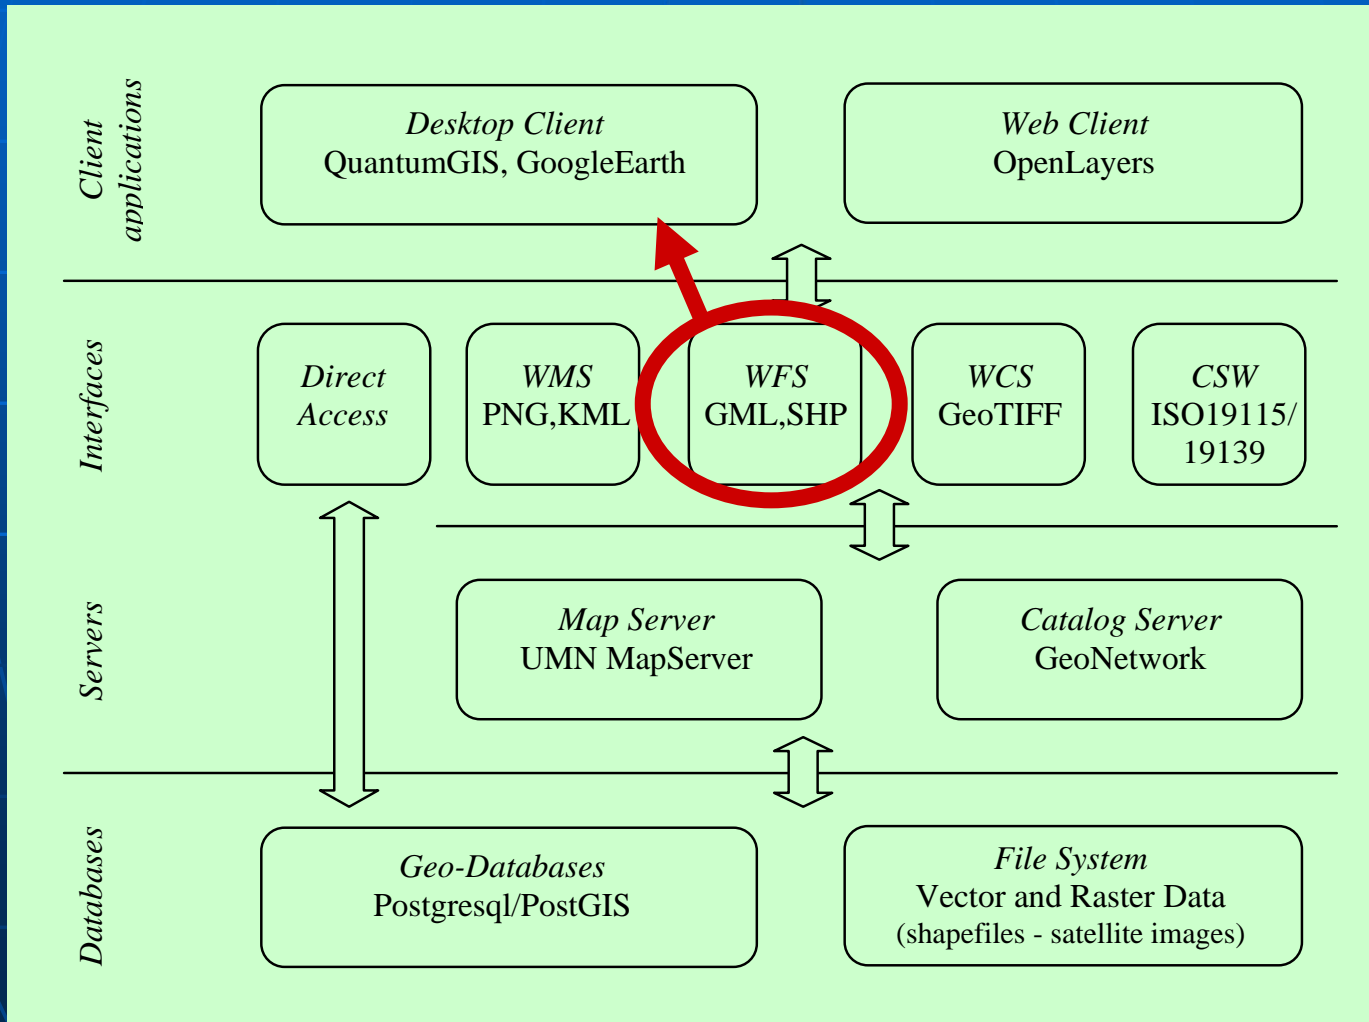 Client
applications
Desktop Client
QuantumGIS, GoogleEarth
Web Client
OpenLayers
Interfaces
Direct
Access
WMS
PNG,KML
WFS
GML,SHP
WCS
GeoTIFF
CSW
ISO19115/
19139
Servers
Map Server
UMN MapServer
Catalog Server
GeoNetwork
Databases
Geo-Databases
Postgresql/PostGIS
File System
Vector and Raster Data
(shapefiles - satellite images)